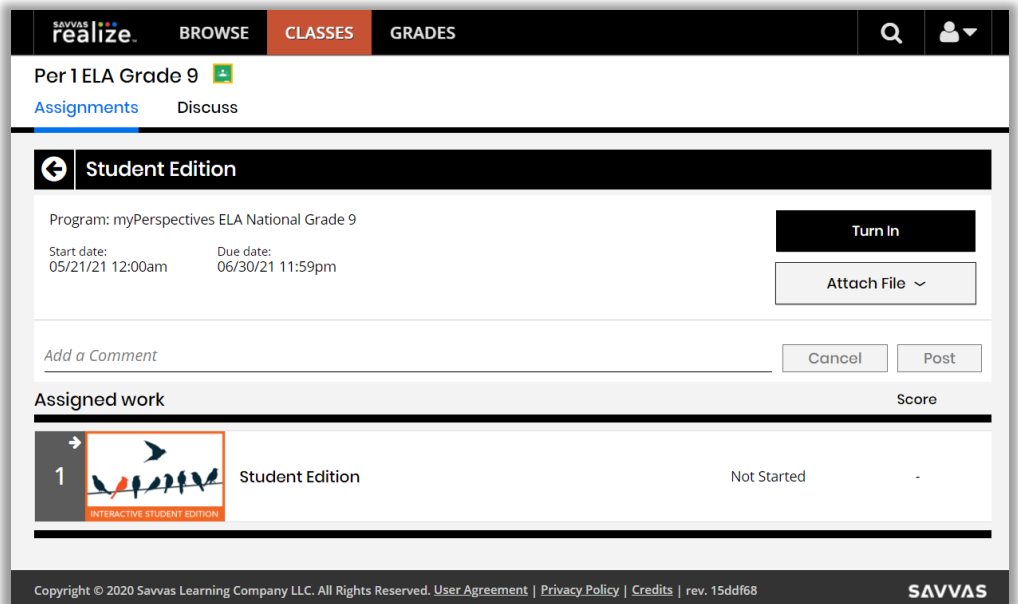 SAVVAS
realize. BROWSE CLASSES GRADES
Per 1 ELA Grade 9
Assignments Discuss
Student Edition
Program: myPerspectives ELA National Grade 9
Turn In
Start date: Due date:
05/21/21 12:00am 06/30/21 11:59pm
Attach File
Add a Comment Cancel Post
Assigned work Score
1 Student Edition Not Started -
INTERACTIVE STUDENT EDITION
Copyright © 2020 Savvas Learning Company LLC. All Rights Reserved. User Agreement | Privacy Policy | Credits | rev. 15ddf68 SAVVAS